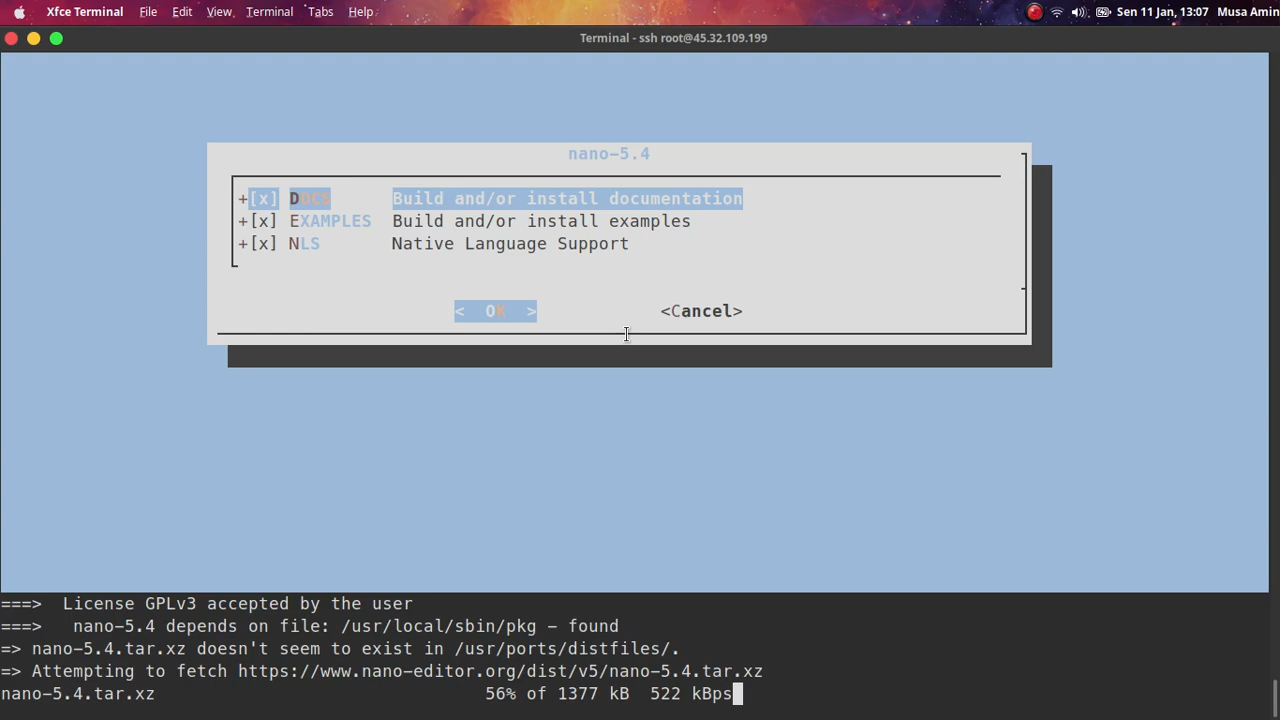 Xfce Terminal File Edit View Terminal Tabs Help Sen 11 Jan, 13:07 Musa Amin
Terminal - ssh root@45.32.109.199
nano-5.4
+[x] DOCS Build and/or install documentation
+[x] EXAMPLES Build and/or install examples
+[x] NLS Native Language Support
< OK > <Cancel>
===> License GPLv3 accepted by the user
===> nano-5.4 depends on file: /usr/local/sbin/pkg - found
=> nano-5.4.tar.xz doesn't seem to exist in /usr/ports/distfiles/.
=> Attempting to fetch https://www.nano-editor.org/dist/v5/nano-5.4.tar.xz
nano-5.4.tar.xz 56% of 1377 kB 522 kBps